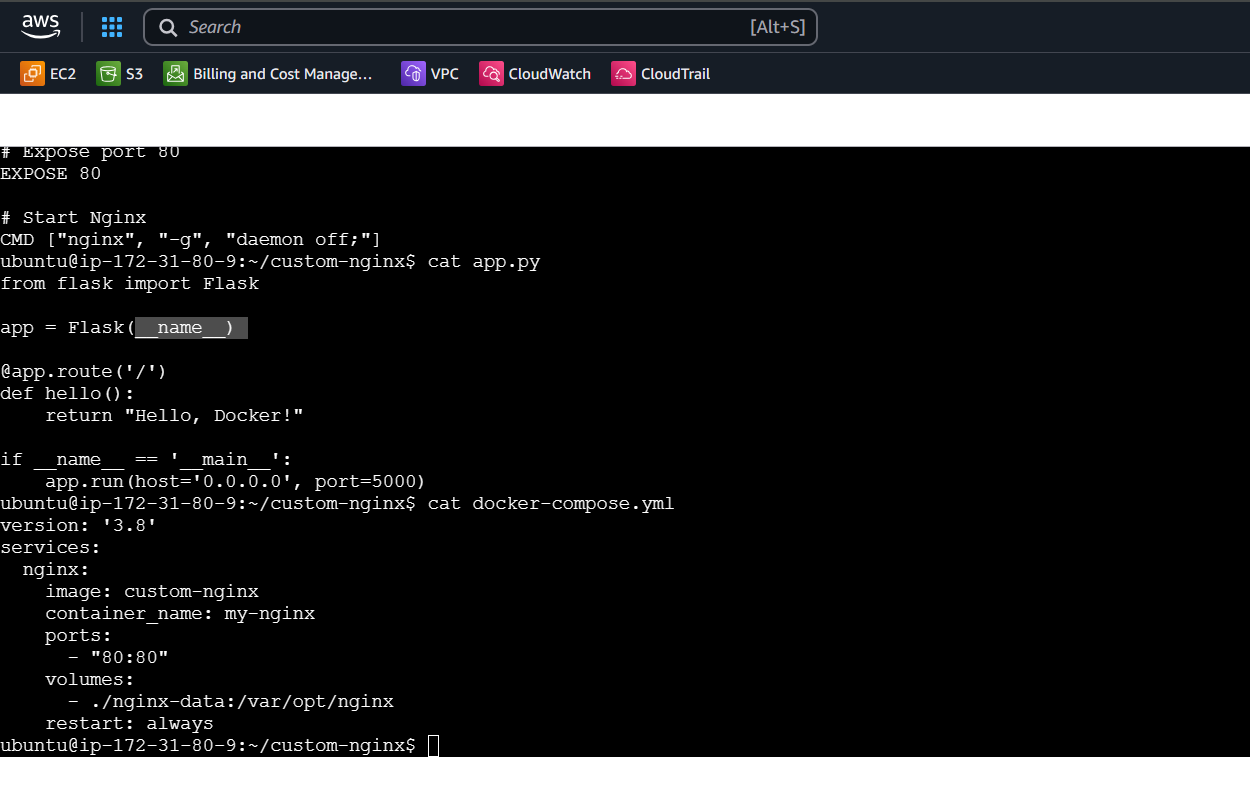 aws
Search [Alt+S]
EC2 S3 Billing and Cost Manage... VPC CloudWatch CloudTrail
# Expose port 80
EXPOSE 80
# Start Nginx
CMD ["nginx", "-g", "daemon off;"]
ubuntu@ip-172-31-80-9:~/custom-nginx$ cat app.py
from flask import Flask
app = Flask(__name__)
@app.route('/')
def hello():
    return "Hello, Docker!"
if __name__ == '__main__':
    app.run(host='0.0.0.0', port=5000)
ubuntu@ip-172-31-80-9:~/custom-nginx$ cat docker-compose.yml
version: '3.8'
services:
  nginx:
    image: custom-nginx
    container_name: my-nginx
    ports:
      - "80:80"
    volumes:
      - ./nginx-data:/var/opt/nginx
    restart: always
ubuntu@ip-172-31-80-9:~/custom-nginx$